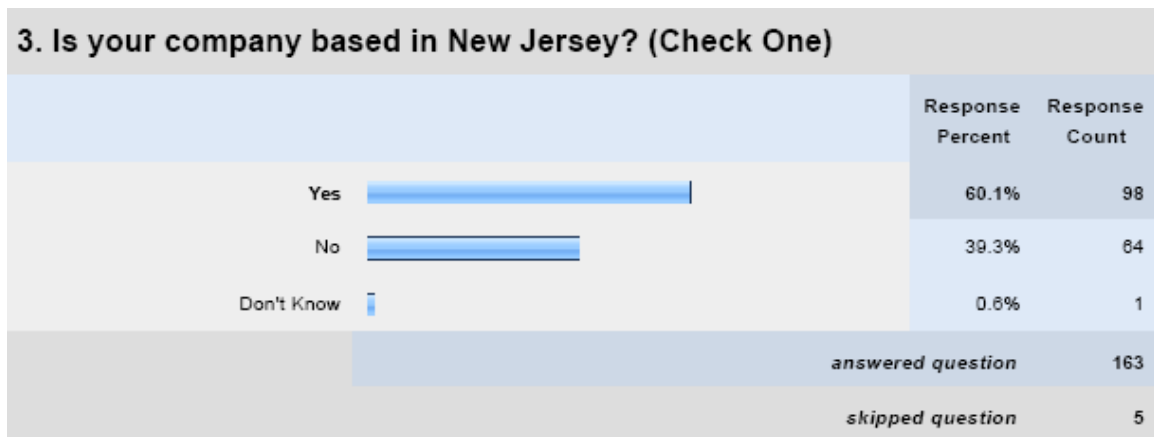 3. Is your company based in New Jersey? (Check One)
Response Percent
Response Count
Yes 60.1% 98
No 39.3% 64
Don't Know 0.6% 1
answered question 163
skipped question 5